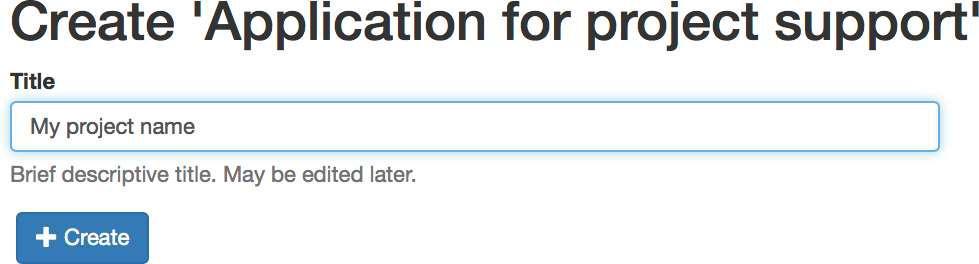 Create 'Application for project support'
Title
My project name
Brief descriptive title. May be edited later.
Create